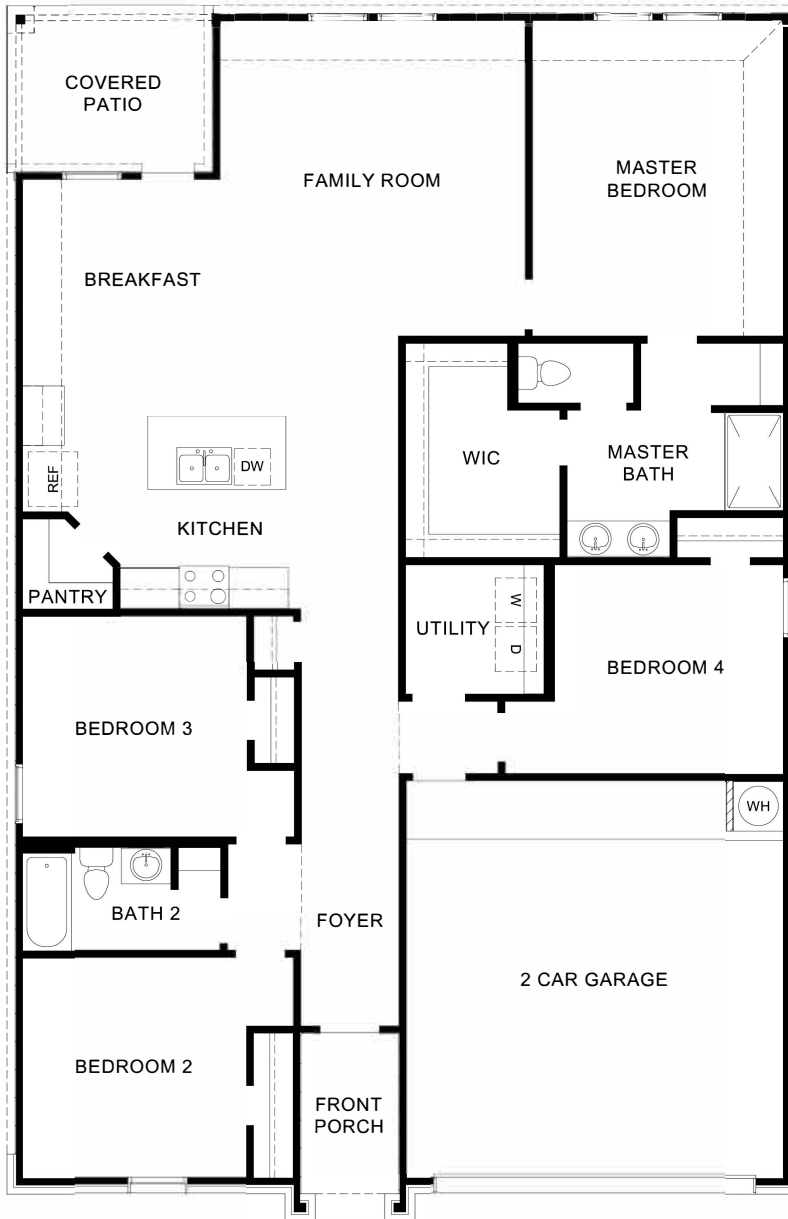 COVERED
PATIO
FAMILY ROOM
MASTER
BEDROOM
BREAKFAST
REF
DW
WIC
MASTER
BATH
KITCHEN
PANTRY
UTILITY
W
D
BEDROOM 4
BEDROOM 3
WH
BATH 2
FOYER
2 CAR GARAGE
BEDROOM 2
FRONT
PORCH